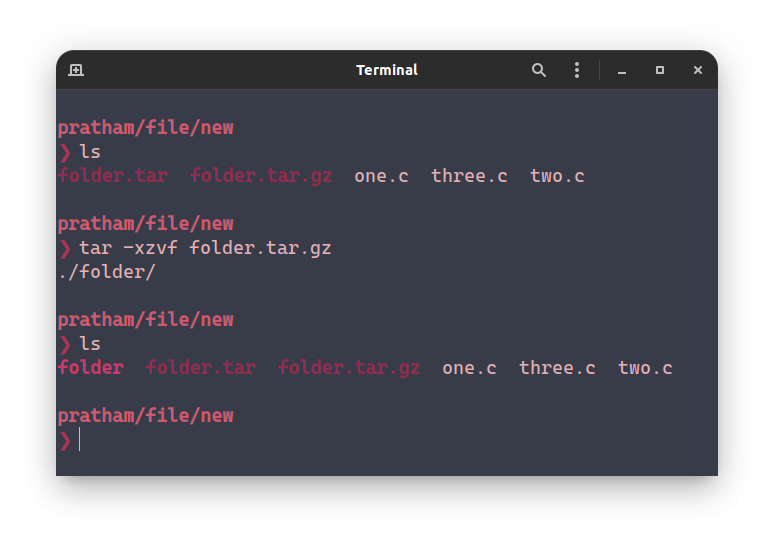 Terminal
pratham/file/new
❯ ls
folder.tar folder.tar.gz one.c three.c two.c
pratham/file/new
❯ tar -xzvf folder.tar.gz
./folder/
pratham/file/new
❯ ls
folder folder.tar folder.tar.gz one.c three.c two.c
pratham/file/new
❯